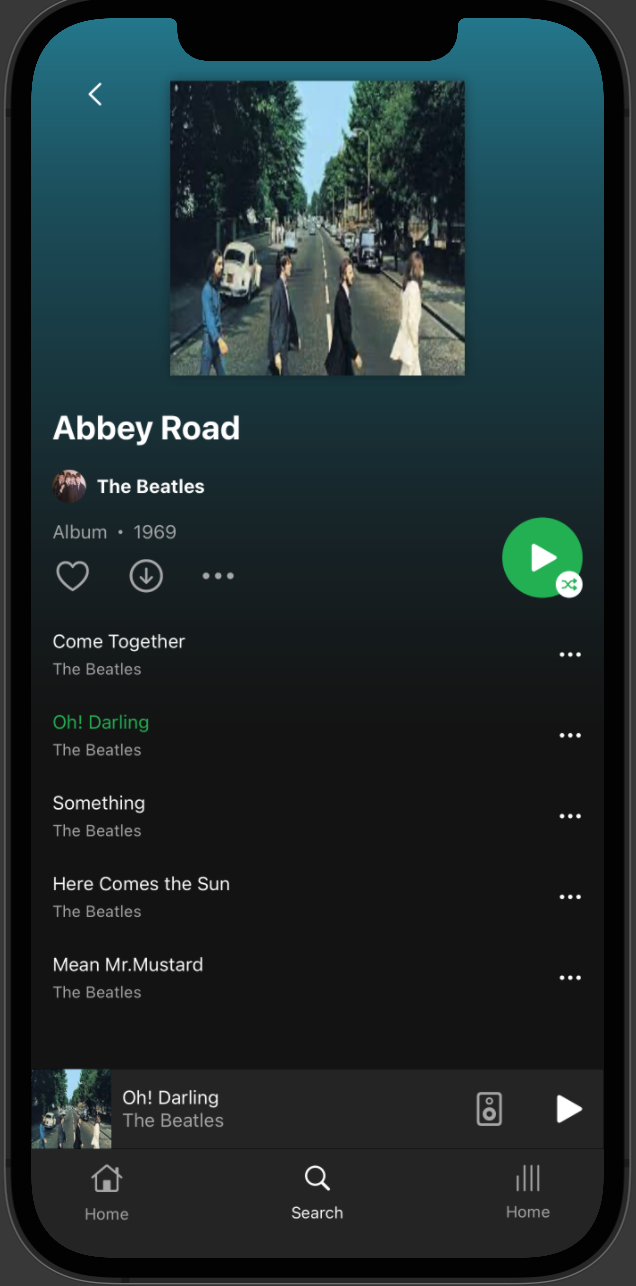 Abbey Road
The Beatles
Album • 1969
Come Together
The Beatles
Oh! Darling
The Beatles
Something
The Beatles
Here Comes the Sun
The Beatles
Mean Mr.Mustard
The Beatles
Oh! Darling
The Beatles
Home
Search
Home